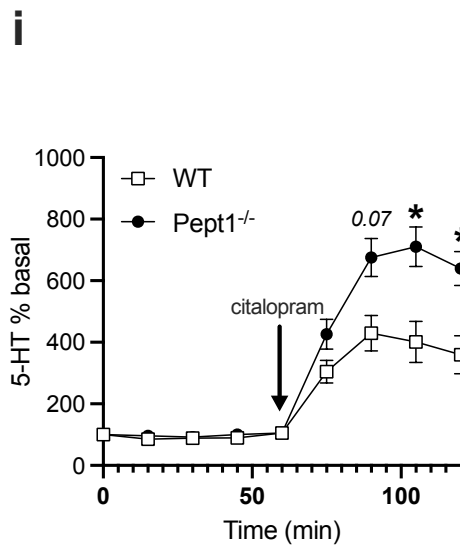 i
1000
800
600
400
200
0
5-HT % basal
WT
Pept1-/-
0.07
*
*
citalopram
0
50
100
Time (min)